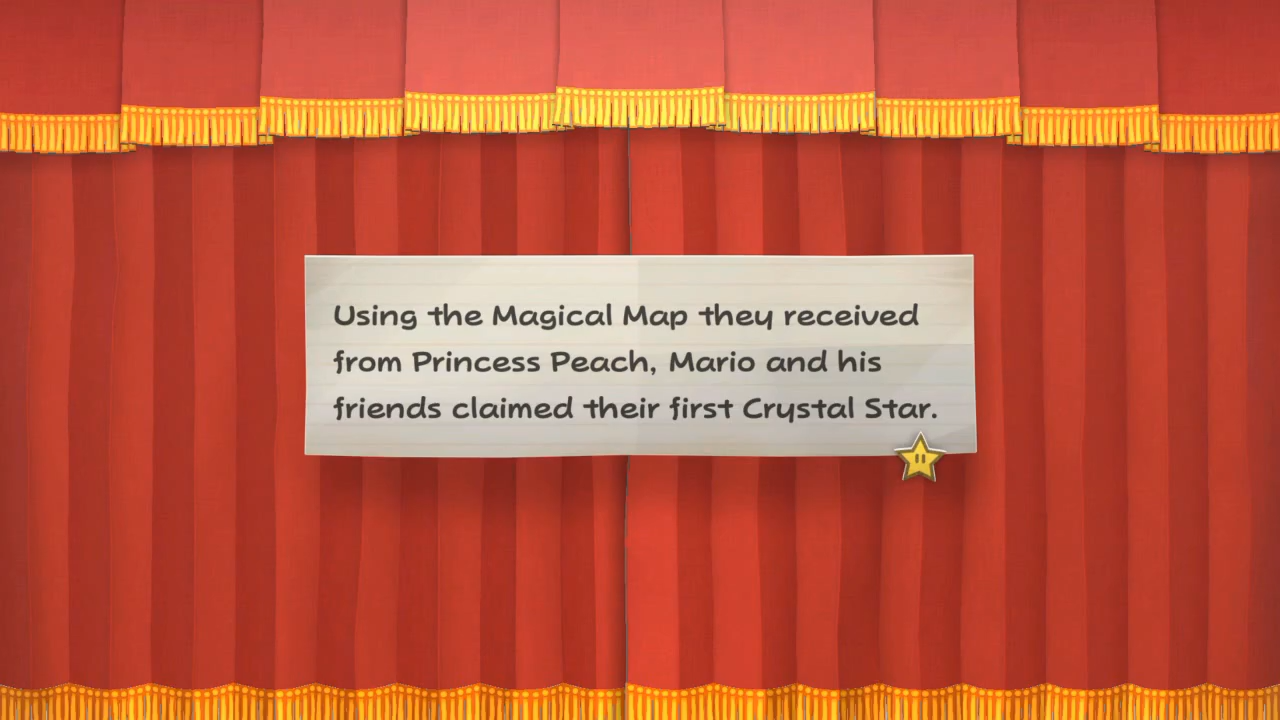 Using the Magical Map they received
from Princess Peach, Mario and his
friends claimed their first Crystal Star.